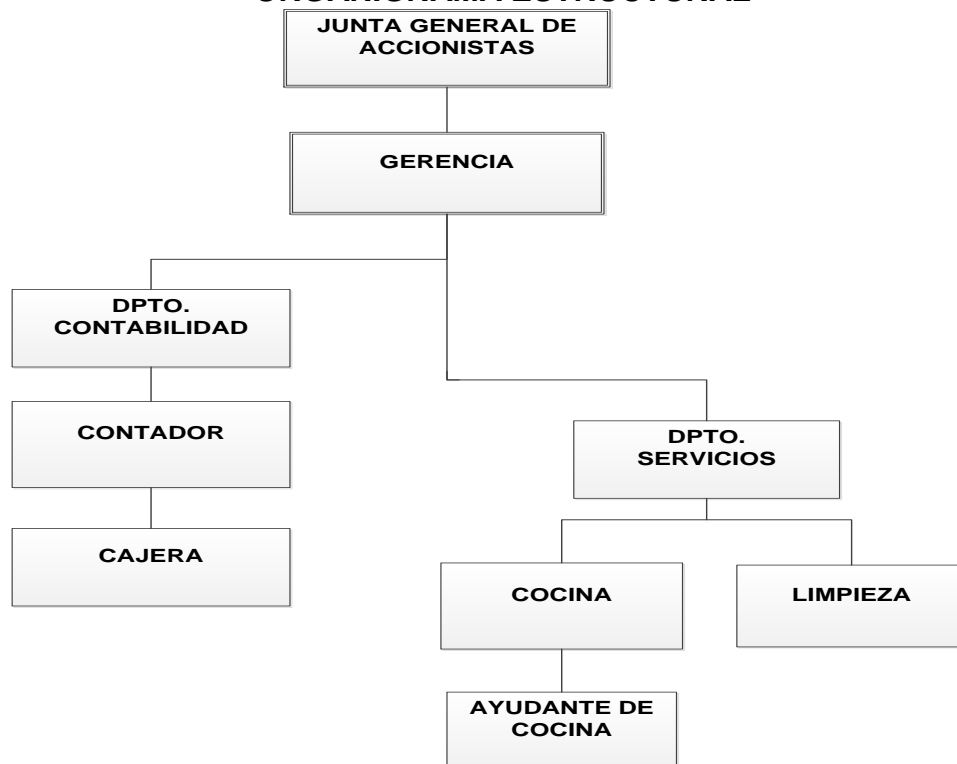 JUNTA GENERAL DE
ACCIONISTAS
GERENCIA
DPTO.
CONTABILIDAD
CONTADOR
CAJERA
DPTO.
SERVICIOS
COCINA
LIMPIEZA
AYUDANTE DE
COCINA